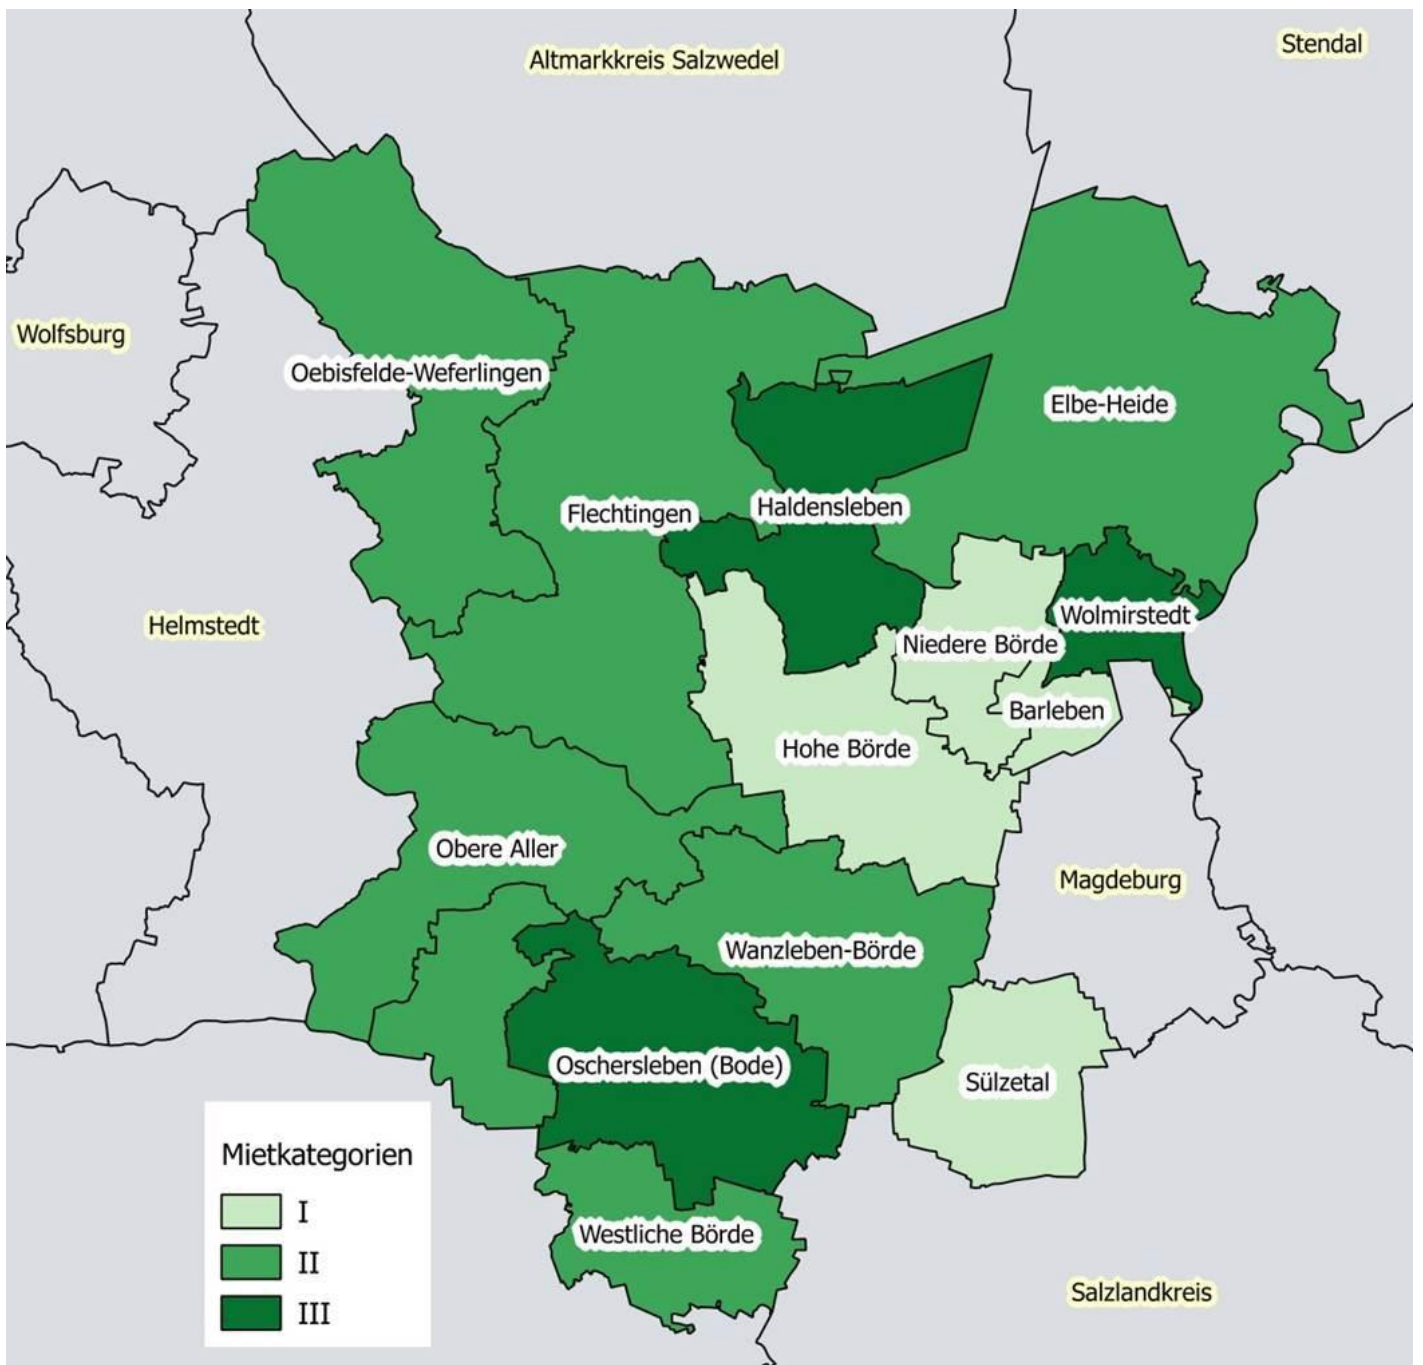 Stendal
Altmarkkreis Salzwedel
Wolfsburg
Oebisfelde-Weferlingen
Elbe-Heide
Flechtingen
Haldensleben
Helmstedt
Wolmirstedt
Niedere Börde
Barleben
Hohe Börde
Obere Aller
Magdeburg
Wanzleben-Börde
Oschersleben (Bode)
Sülzetal
Mietkategorien
I
II
III
Westliche Börde
Salzlandkreis